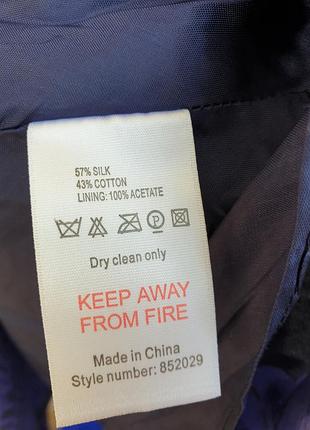 57% SILK
43% COTTON
LINING: 100% ACETATE
P
Dry clean only
KEEP AWAY
FROM FIRE
Made in China
Style number: 852029